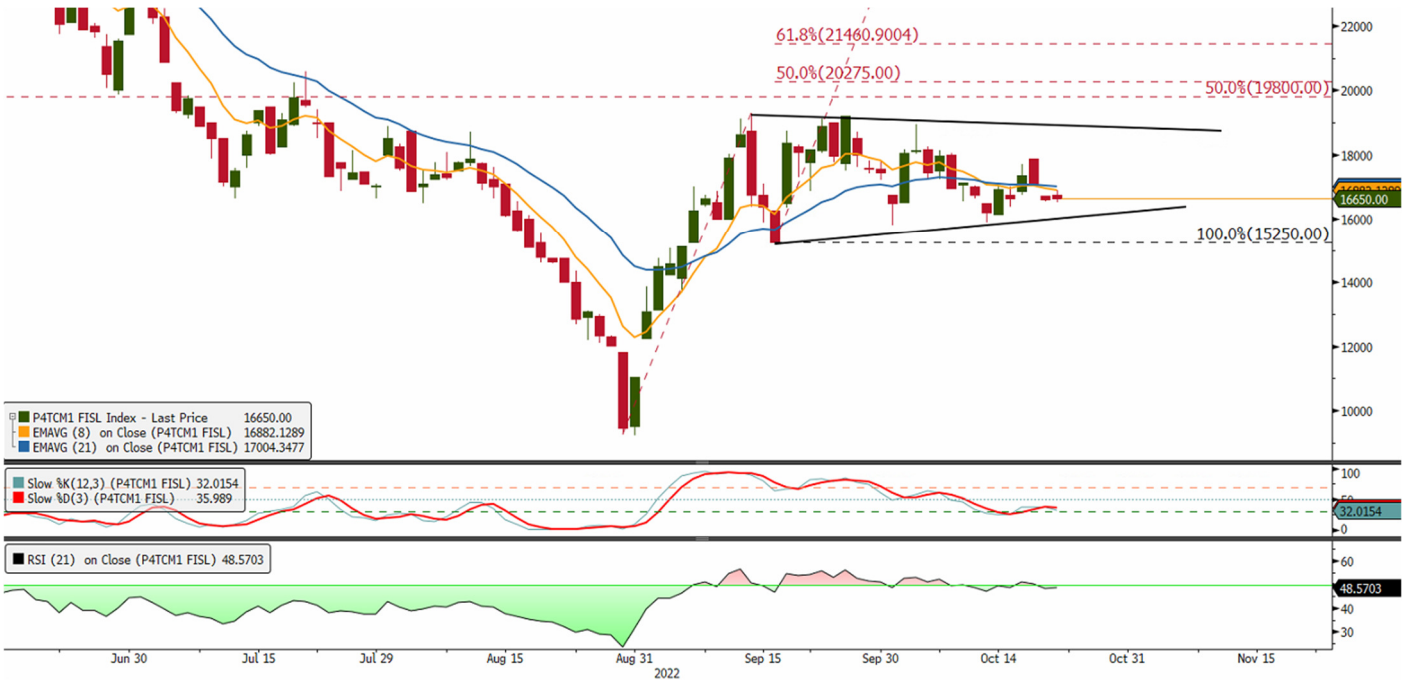 22000
61.8%(21460.9004)
50.0%(20275.00)
50.0%(19800.00)
20000
18000
16650.00
16000
100.0%(15250.00)
14000
12000
10000
P4TCM1 FISL Index - Last Price 16650.00
EMAVG (8) on Close (P4TCM1 FISL) 16882.1289
EMAVG (21) on Close (P4TCM1 FISL) 17004.3477
Slow %K(12,3) (P4TCM1 FISL) 32.0154
Slow %D(3) (P4TCM1 FISL) 35.989
100
32.0154
0
RSI (21) on Close (P4TCM1 FISL) 48.5703
60
48.5703
40
30
Jun 30 Jul 15 Jul 29 Aug 15 Aug 31 Sep 15 Sep 30 Oct 14 Oct 31 Nov 15
2022